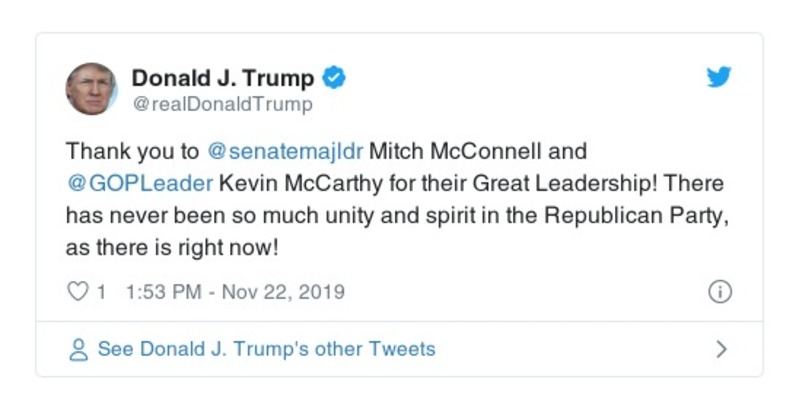 Donald J. Trump
@realDonaldTrump
Thank you to @senatemajldr Mitch McConnell and
@GOPLeader Kevin McCarthy for their Great Leadership! There
has never been so much unity and spirit in the Republican Party,
as there is right now!
1 1:53 PM - Nov 22, 2019
See Donald J. Trump's other Tweets